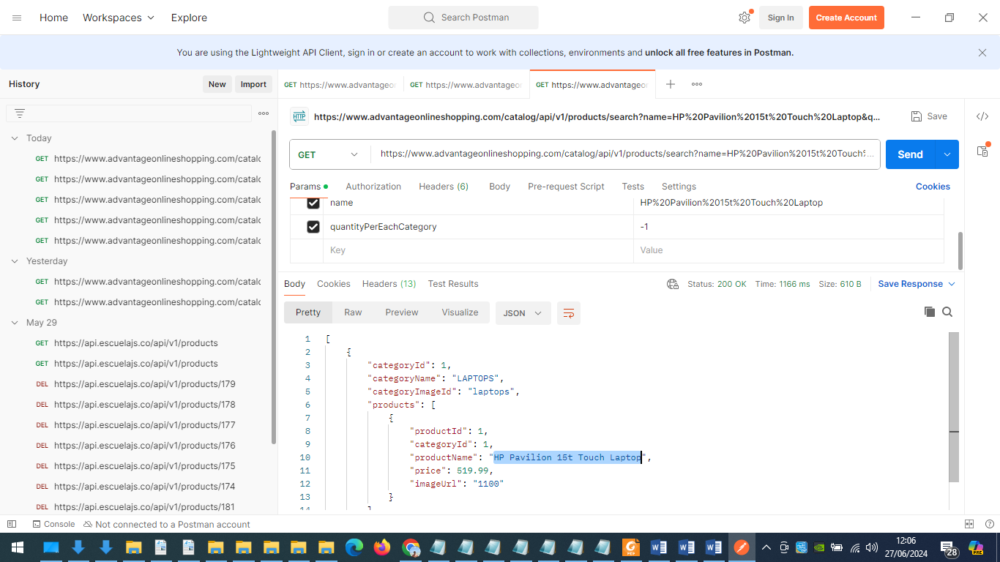 Home
Workspaces
Explore
Search Postman
Sign In
Create Account
You are using the Lightweight API Client, sign in or create an account to work with collections, environments and unlock all free features in Postman.
History
New
Import
GET https://www.advantageo
GET https://www.advantageo
GET https://www.advantageor
Today
GET https://www.advantageonlineshopping.com/catalc
GET https://www.advantageonlineshopping.com/catalc
GET https://www.advantageonlineshopping.com/catalc
GET https://www.advantageonlineshopping.com/catalc
GET https://www.advantageonlineshopping.com/catalc
Yesterday
GET https://www.advantageonlineshopping.com/catalc
GET https://www.advantageonlineshopping.com/catalc
May 29
GET https://api.escuelajs.co/api/v1/products
GET https://api.escuelajs.co/api/v1/products
DEL https://api.escuelajs.co/api/v1/products/179
DEL https://api.escuelajs.co/api/v1/products/178
DEL https://api.escuelajs.co/api/v1/products/177
DEL https://api.escuelajs.co/api/v1/products/176
DEL https://api.escuelajs.co/api/v1/products/175
DEL https://api.escuelajs.co/api/v1/products/174
DEL https://api.escuelajs.co/api/v1/products/181
HTTP
https://www.advantageonlineshopping.com/catalog/api/v1/products/search?name=HP%20Pavilion%2015t%20Touch%20Laptop&q...
Save
GET
https://www.advantageonlineshopping.com/catalog/api/v1/products/search?name=HP%20Pavilion%2015t%20Touch%...
Send
Params
Authorization
Headers (6)
Body
Pre-request Script
Tests
Settings
Cookies
name HP%20Pavilion%2015t%20Touch%20Laptop
quantityPerEachCategory -1
Key Value
Body
Cookies
Headers (13)
Test Results
Status: 200 OK
Time: 1166 ms
Size: 610 B
Save Response
Pretty
Raw
Preview
Visualize
JSON
1 [
2 {
3 "categoryId": 1,
4 "categoryName": "LAPTOPS",
5 "categoryImageId": "laptops",
6 "products": [
7 {
8 "productId": 1,
9 "categoryId": 1,
10 "productName": "HP Pavilion 15t Touch Laptop",
11 "price": 519.99,
12 "imageUrl": "1100"
13 }
14 ]
Console
Not connected to a Postman account
12:06
27/06/2024
28
PRE